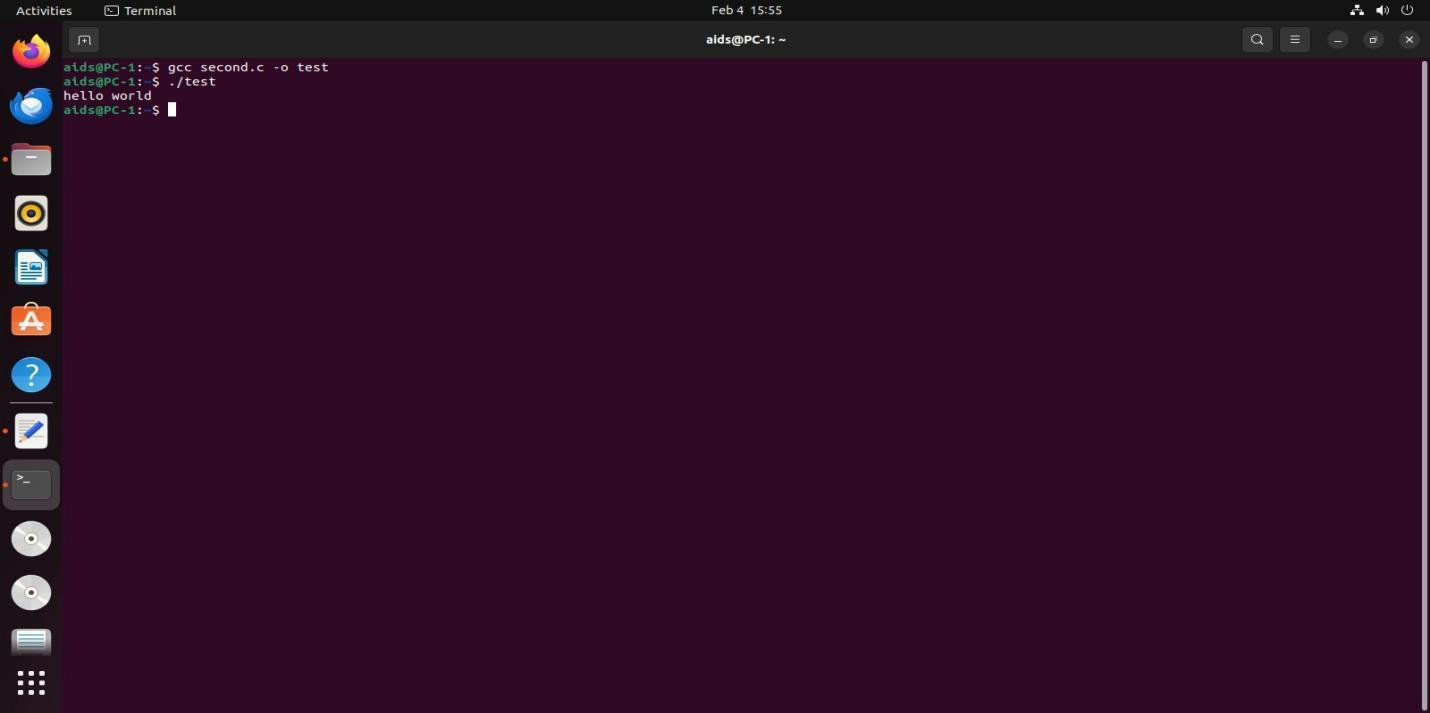 Activities Terminal Feb 4 15:55
aids@PC-1: ~
aids@PC-1:~$ gcc second.c -o test
aids@PC-1:~$ ./test
hello world
aids@PC-1:~$